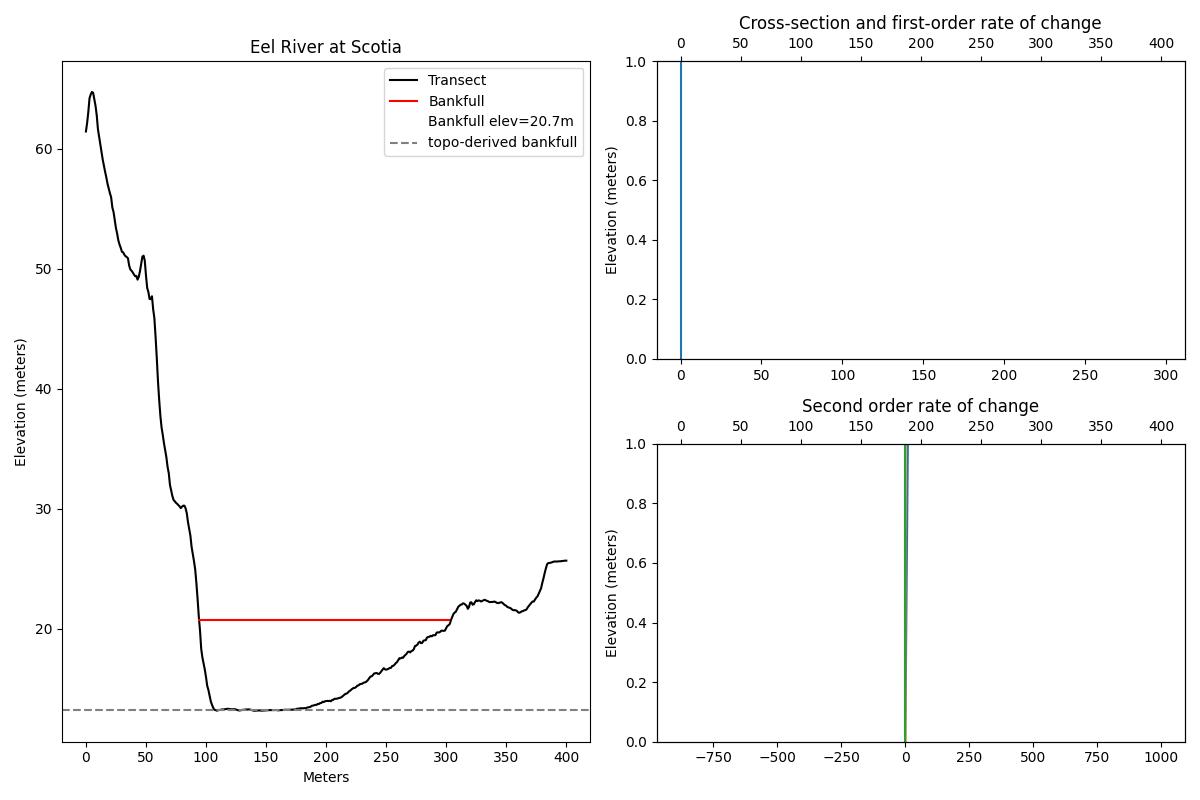 Eel River at Scotia
Transect
Bankfull
Bankfull elev=20.7m
topo-derived bankfull
60
50
40
30
20
Elevation (meters)
0 50 100 150 200 250 300 350 400
Meters
Cross-section and first-order rate of change
0 50 100 150 200 250 300 350 400
1.0
0.8
0.6
0.4
0.2
0.0
Elevation (meters)
0 50 100 150 200 250 300
Second order rate of change
0 50 100 150 200 250 300 350 400
1.0
0.8
0.6
0.4
0.2
0.0
Elevation (meters)
−750 −500 −250 0 250 500 750 1000